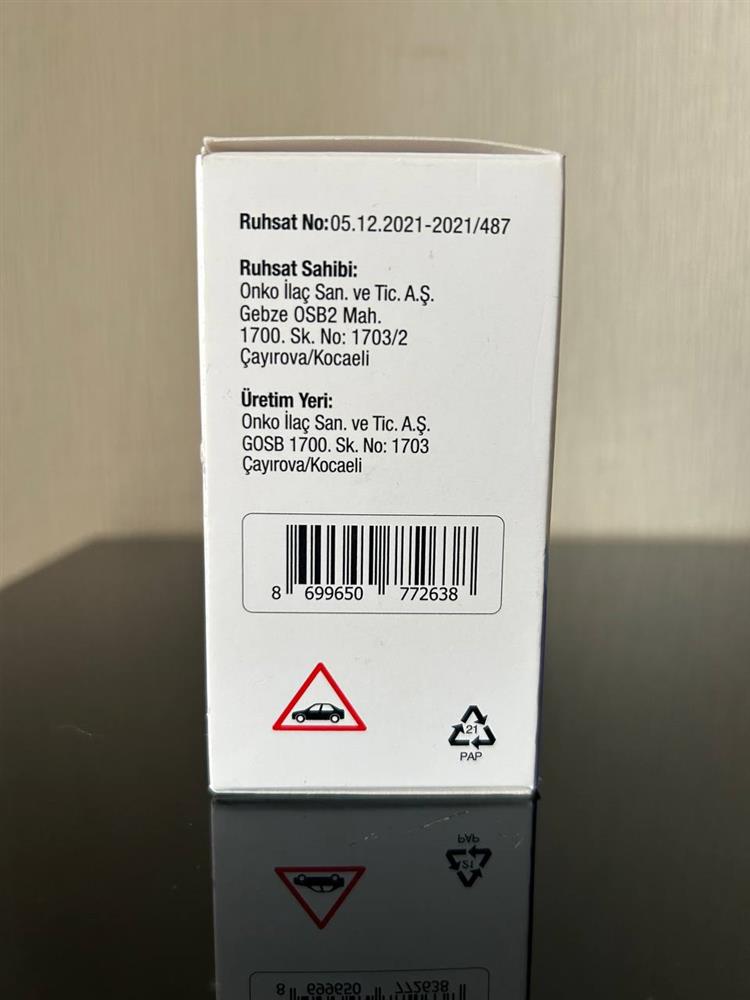 Ruhsat No:05.12.2021-2021/487
Ruhsat Sahibi:
Onko İlaç San. ve Tic. A.Ş.
Gebze OSB2 Mah.
1700. Sk. No: 1703/2
Çayırova/Kocaeli
Üretim Yeri:
Onko İlaç San. ve Tic. A.Ş.
GOSB 1700. Sk. No: 1703
Çayırova/Kocaeli
8 699650 772638
21
PAP